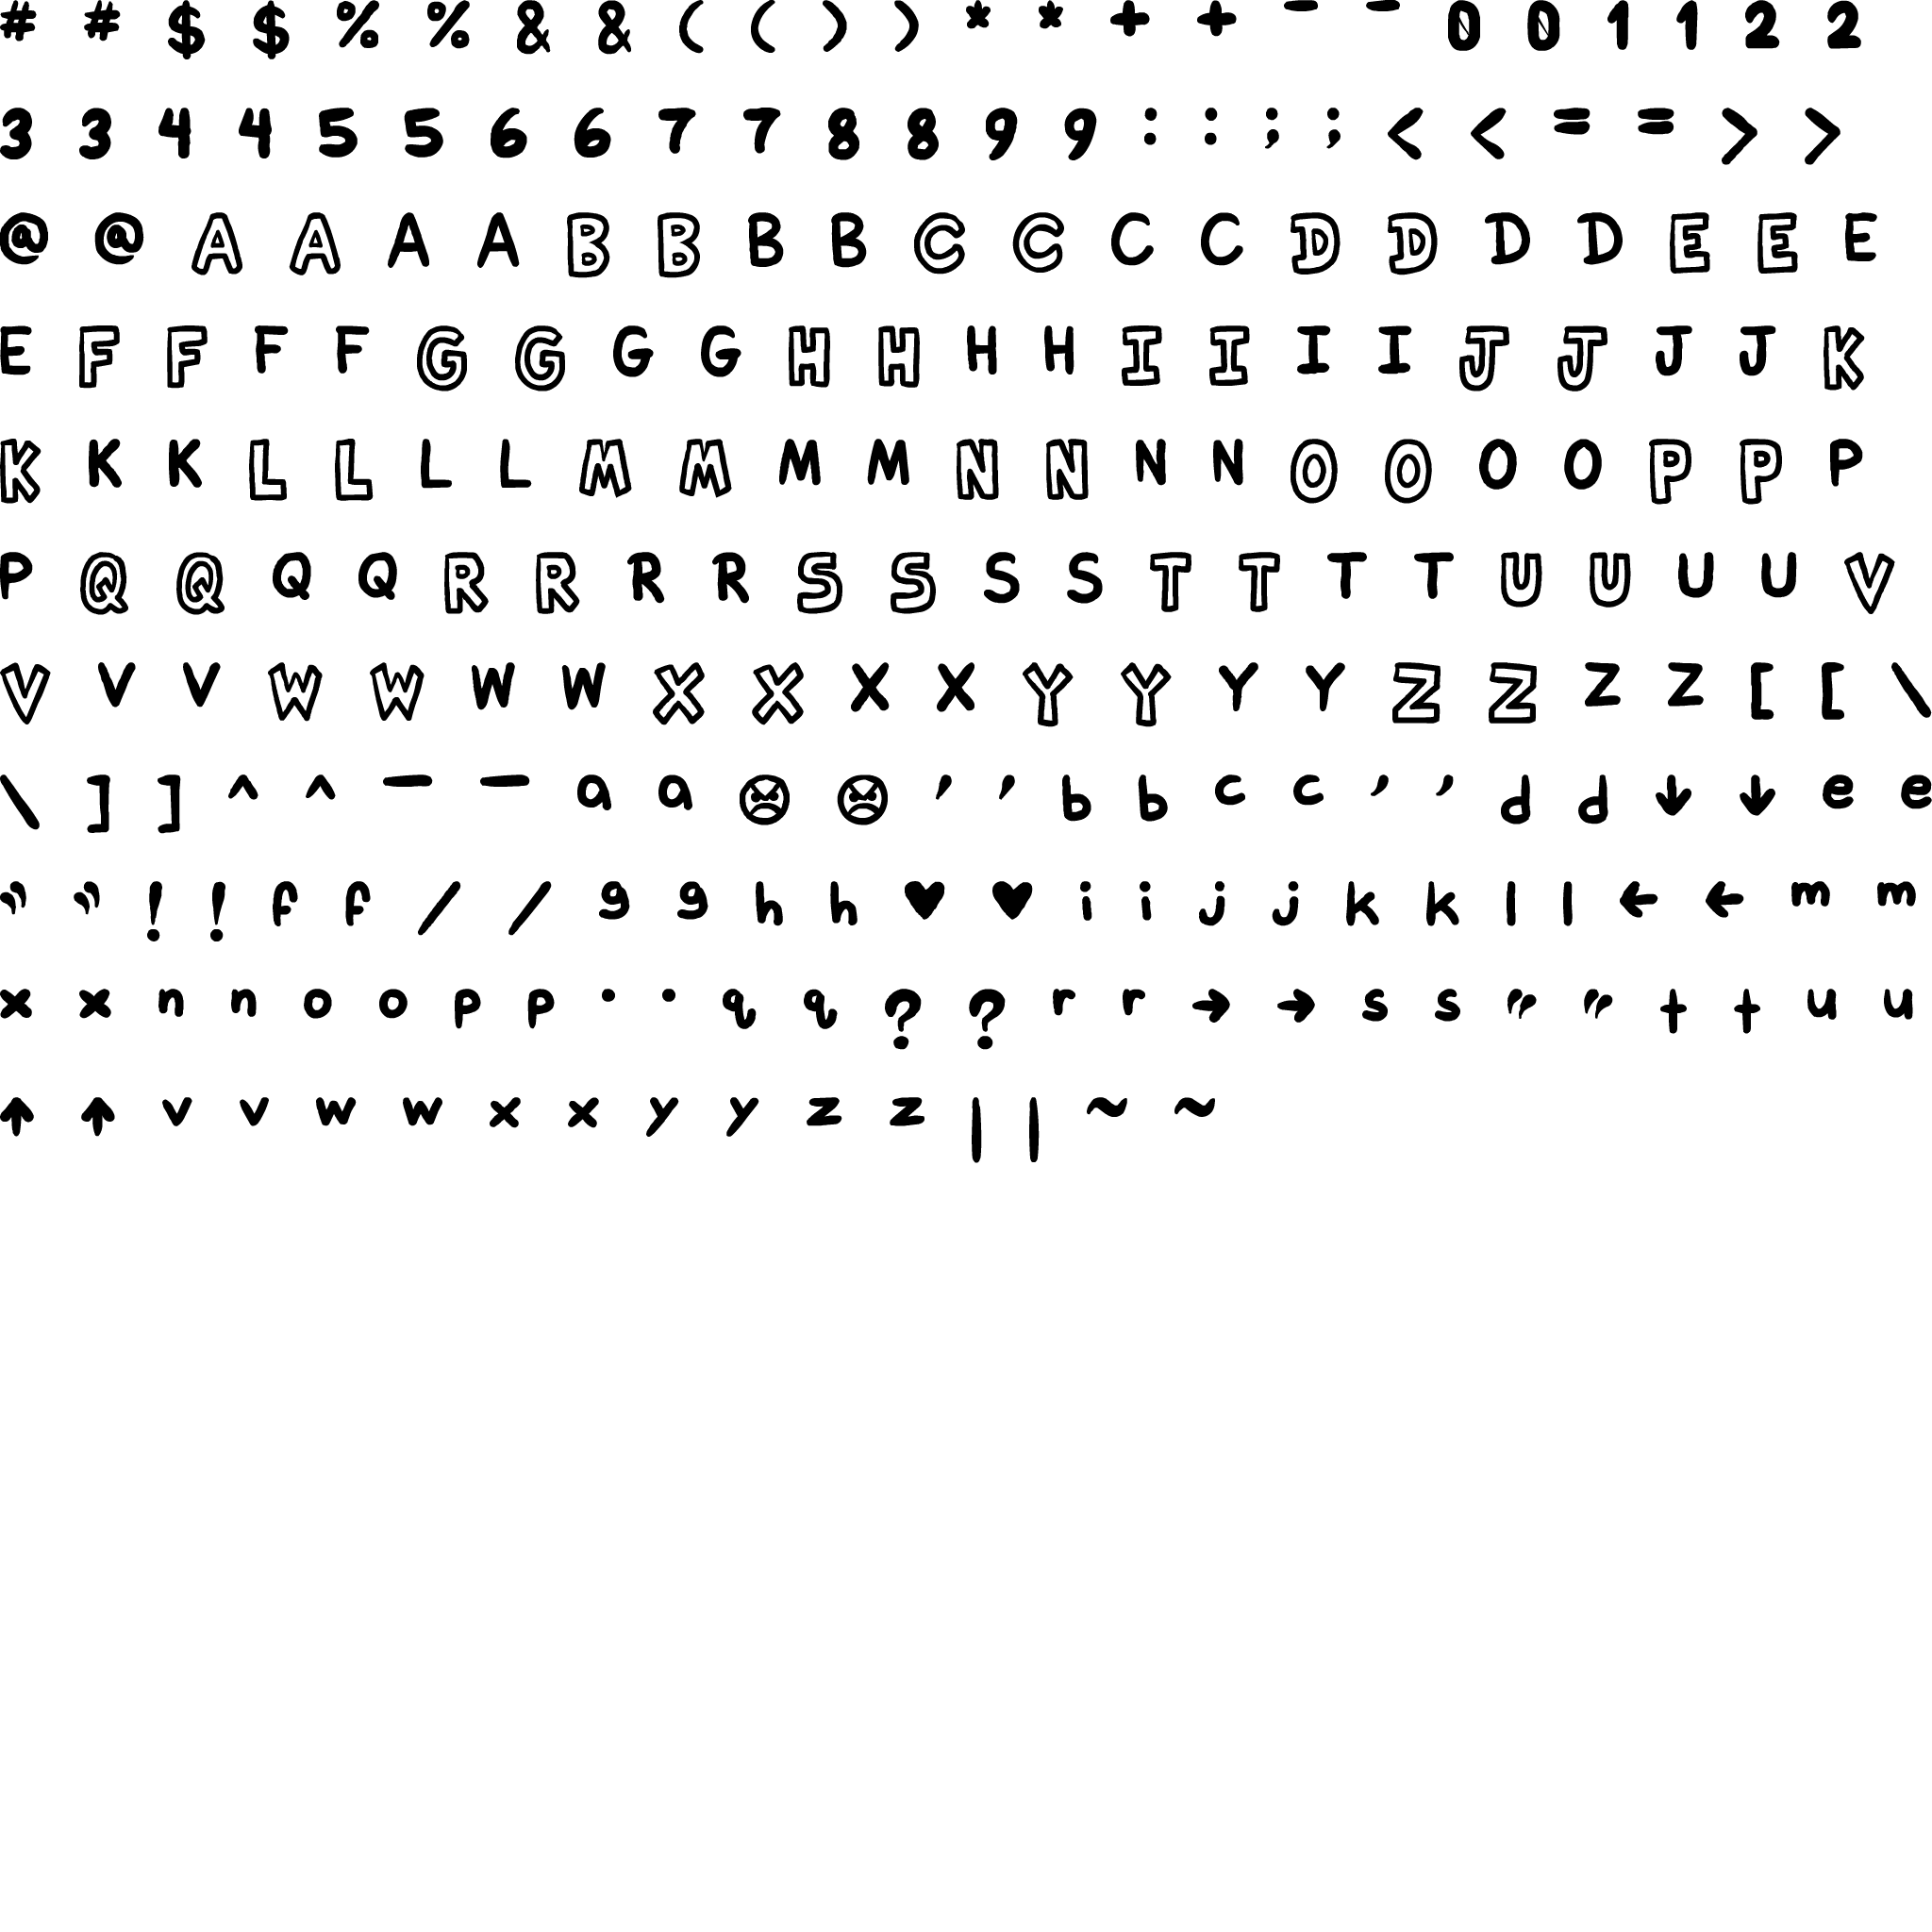 # # $ $ % % & & ( ( ) ) * * + + - - 0 0 1 1 2 2
3 3 4 4 5 5 6 6 7 7 8 8 9 9 : : ; ; < < = = > >
@ @ A A A A B B B B C C C C D D D D E E E
E F F F F G G G G H H H H I I I I J J J J K
K K K L L L L M M M M N N N N O O O O P P P
P Q Q Q Q R R R R S S S S T T T T U U U U V
V V V W W W W X X X X Y Y Y Y Z Z Z Z [ [ \
\ ] ] ^ ^ _ _ a a 😠 😠 ' ' b b c c , , d d ↓ ↓ e e
“ “ ! ! f f / / g g h h ♥ ♥ i i j j k k l l ← ← m m
× × n n o o p p . . q q ? ? r r → → s s ” ” t t u u
↑ ↑ v v w w x x y y z z | | ~ ~